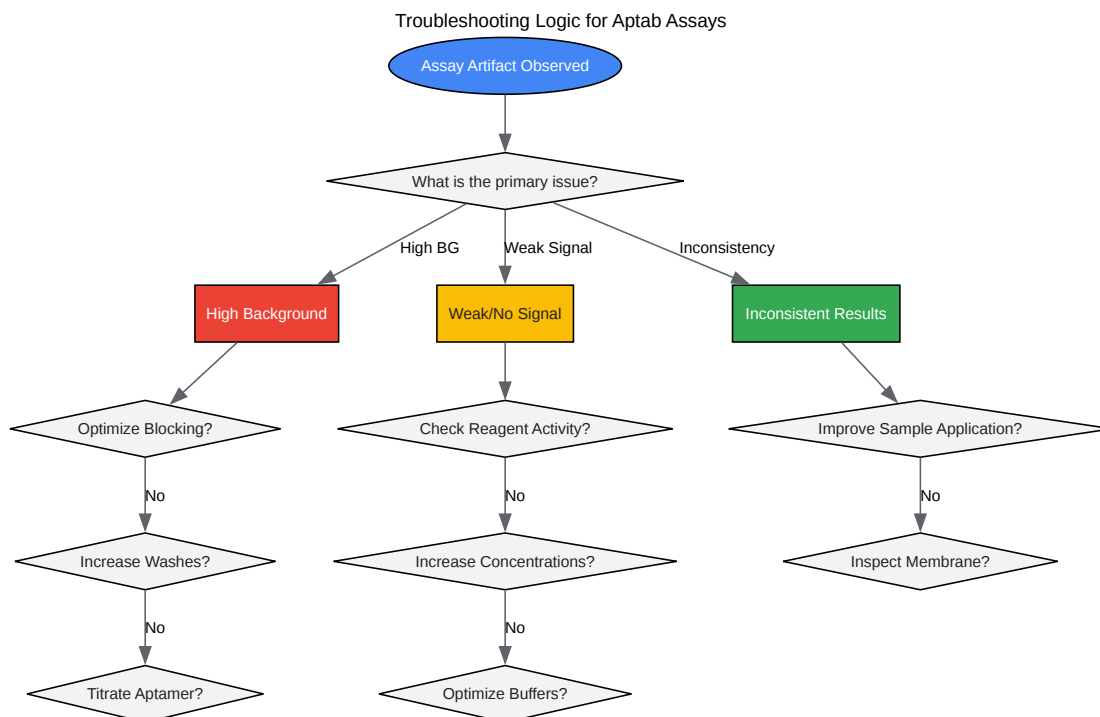 Troubleshooting Logic for Aptab Assays
Assay Artifact Observed
What is the primary issue?
High BG
Weak Signal
Inconsistency
High Background
Weak/No Signal
Inconsistent Results
Optimize Blocking?
Check Reagent Activity?
Improve Sample Application?
No
No
No
Increase Washes?
Increase Concentrations?
Inspect Membrane?
No
No
Titrate Aptamer?
Optimize Buffers?